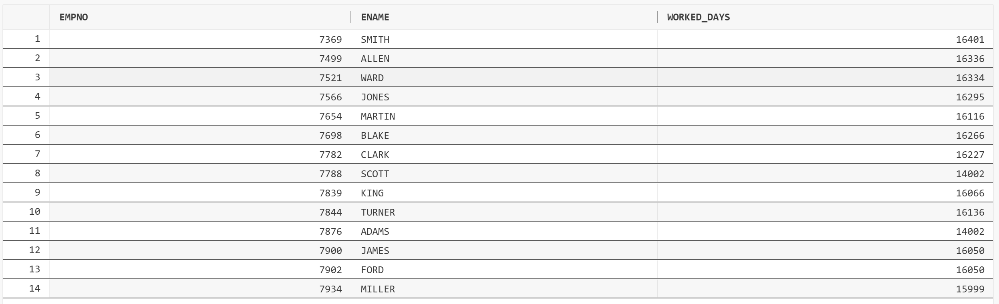 EMPNO ENAME WORKED_DAYS
1 7369 SMITH 16401
2 7499 ALLEN 16336
3 7521 WARD 16334
4 7566 JONES 16295
5 7654 MARTIN 16116
6 7698 BLAKE 16266
7 7782 CLARK 16227
8 7788 SCOTT 14002
9 7839 KING 16066
10 7844 TURNER 16136
11 7876 ADAMS 14002
12 7900 JAMES 16050
13 7902 FORD 16050
14 7934 MILLER 15999